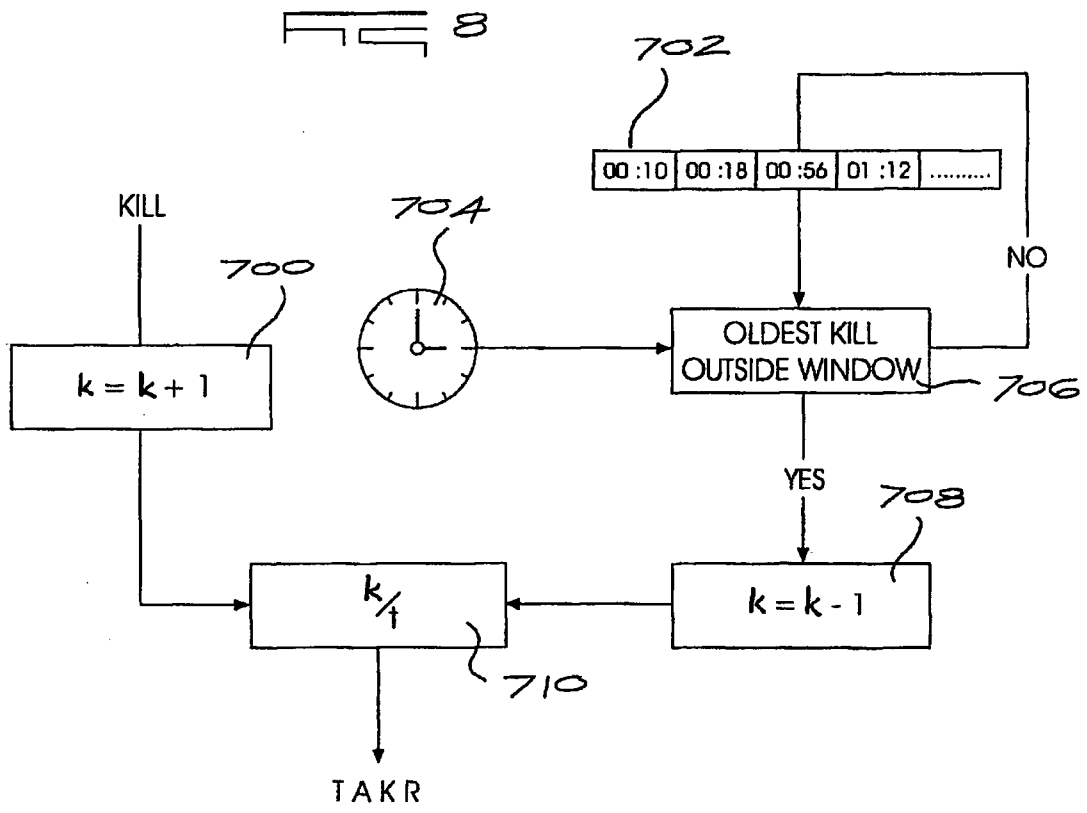 8
702
00 :10 00 :18 00 :56 01 :12 ..........
KILL
704
700
NO
OLDEST KILL
OUTSIDE WINDOW
706
k = k + 1
YES
708
k/t
k = k - 1
710
TAKR